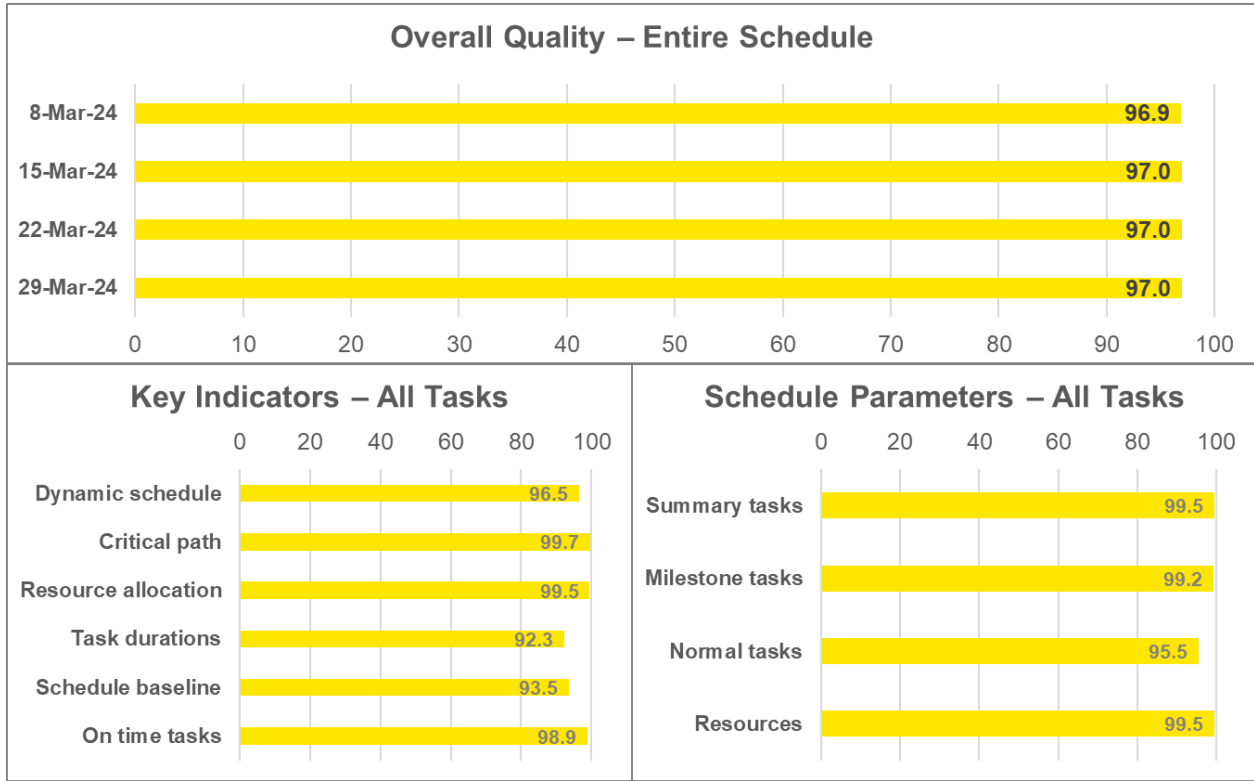 Overall Quality – Entire Schedule
8-Mar-24 96.9
15-Mar-24 97.0
22-Mar-24 97.0
29-Mar-24 97.0
0 10 20 30 40 50 60 70 80 90 100
Key Indicators – All Tasks
0 20 40 60 80 100
Dynamic schedule 96.5
Critical path 99.7
Resource allocation 99.5
Task durations 92.3
Schedule baseline 93.5
On time tasks 98.9
Schedule Parameters – All Tasks
0 20 40 60 80 100
Summary tasks 99.5
Milestone tasks 99.2
Normal tasks 95.5
Resources 99.5